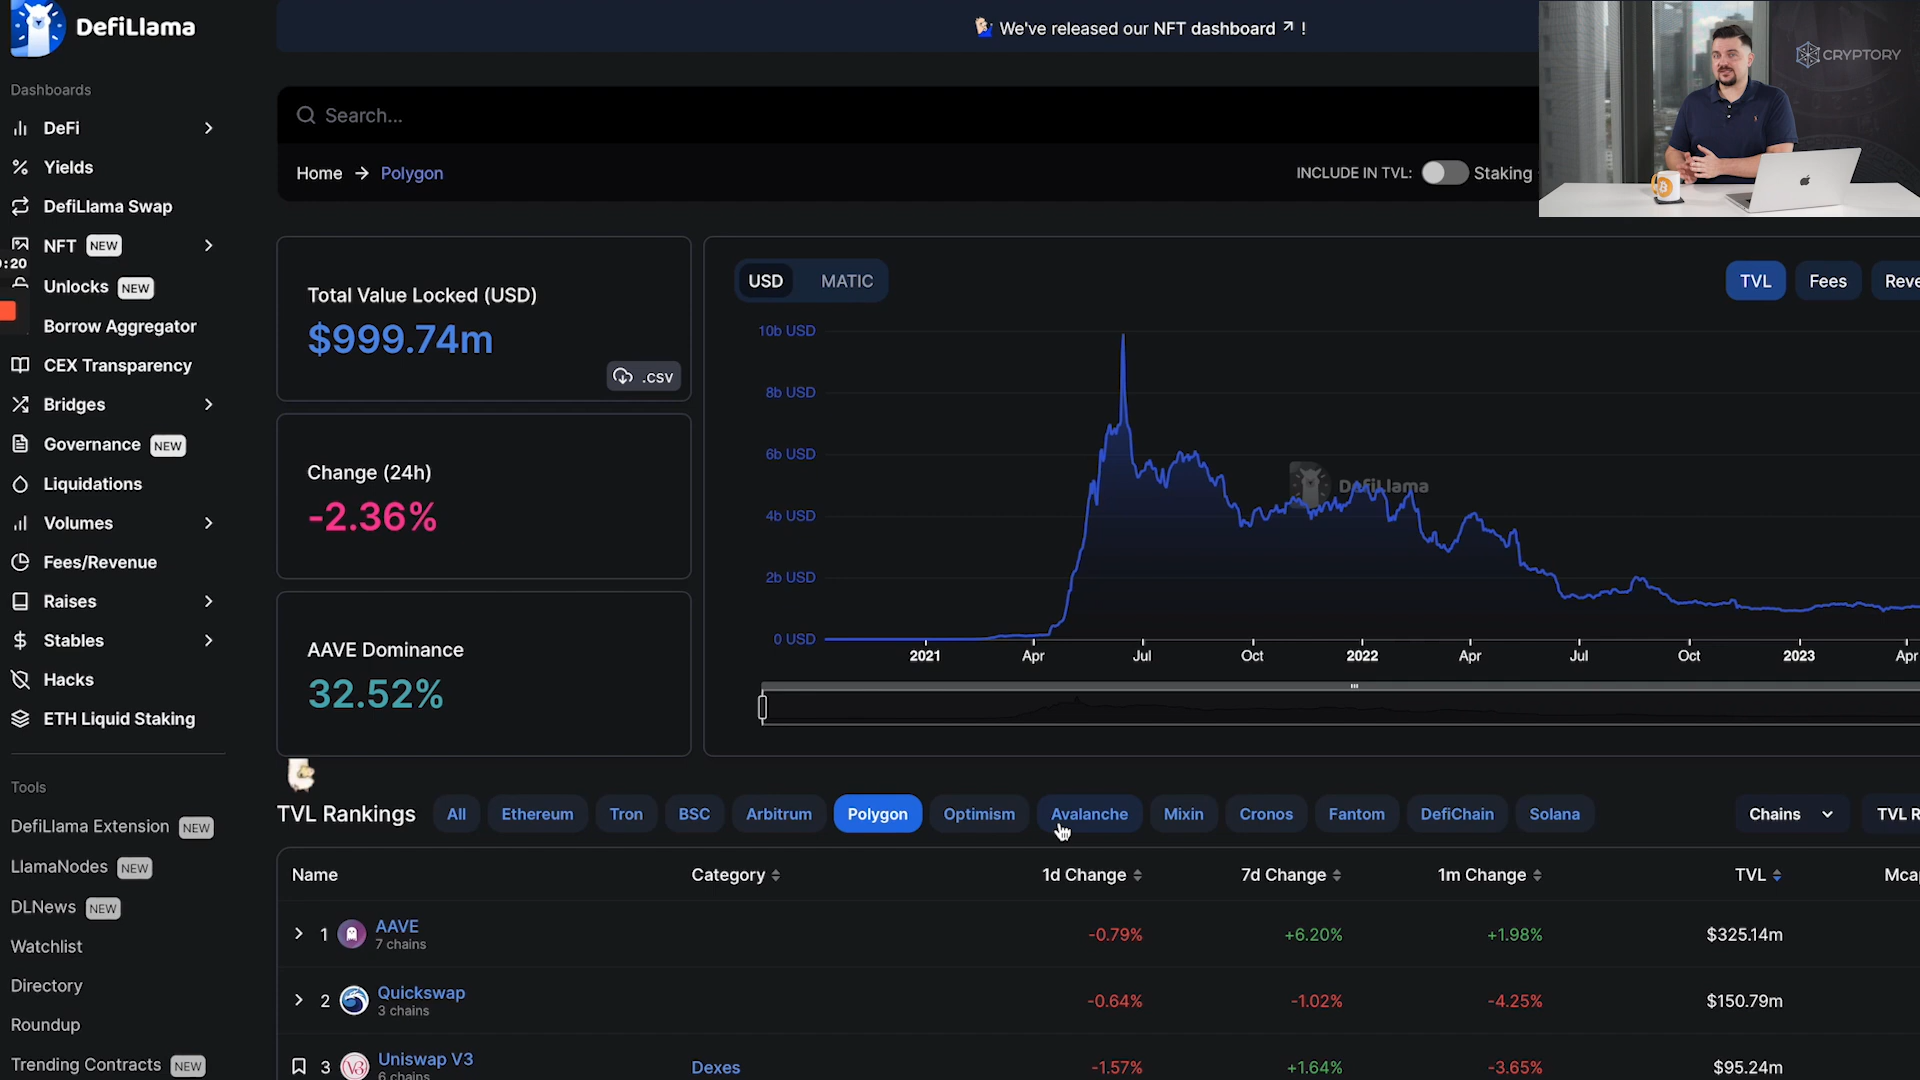 DefiLlama
We've released our NFT dashboard ↗ !
CRYPTORY
Dashboards
DeFi
Yields
DefiLlama Swap
NFT NEW
:20
Unlocks NEW
Borrow Aggregator
CEX Transparency
Bridges
Governance NEW
Liquidations
Volumes
Fees/Revenue
Raises
Stables
Hacks
ETH Liquid Staking
Tools
DefiLlama Extension NEW
LlamaNodes NEW
DLNews NEW
Watchlist
Directory
Roundup
Trending Contracts NEW
Search...
Home → Polygon
INCLUDE IN TVL: Staking
Total Value Locked (USD)
$999.74m
.csv
Change (24h)
-2.36%
AAVE Dominance
32.52%
USD MATIC
TVL Fees Reve
10b USD
8b USD
6b USD
4b USD
2b USD
0 USD
DefiLlama
2021 Apr Jul Oct 2022 Apr Jul Oct 2023 Apr
TVL Rankings All Ethereum Tron BSC Arbitrum Polygon Optimism Avalanche Mixin Cronos Fantom DefiChain Solana Chains TVL R
Name Category 1d Change 7d Change 1m Change TVL Mca
1 AAVE -0.79% +6.20% +1.98% $325.14m
7 chains
2 Quickswap -0.64% -1.02% -4.25% $150.79m
3 chains
3 Uniswap V3 Dexes -1.57% +1.64% -3.65% $95.24m
6 chains